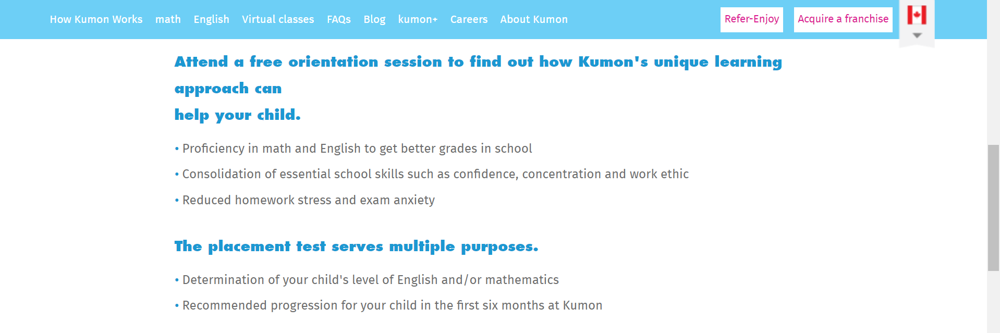 How Kumon Works math English Virtual classes FAQs Blog kumon+ Careers About Kumon Refer-Enjoy Acquire a franchise
Attend a free orientation session to find out how Kumon's unique learning
approach can
help your child.
• Proficiency in math and English to get better grades in school
• Consolidation of essential school skills such as confidence, concentration and work ethic
• Reduced homework stress and exam anxiety
The placement test serves multiple purposes.
• Determination of your child's level of English and/or mathematics
• Recommended progression for your child in the first six months at Kumon